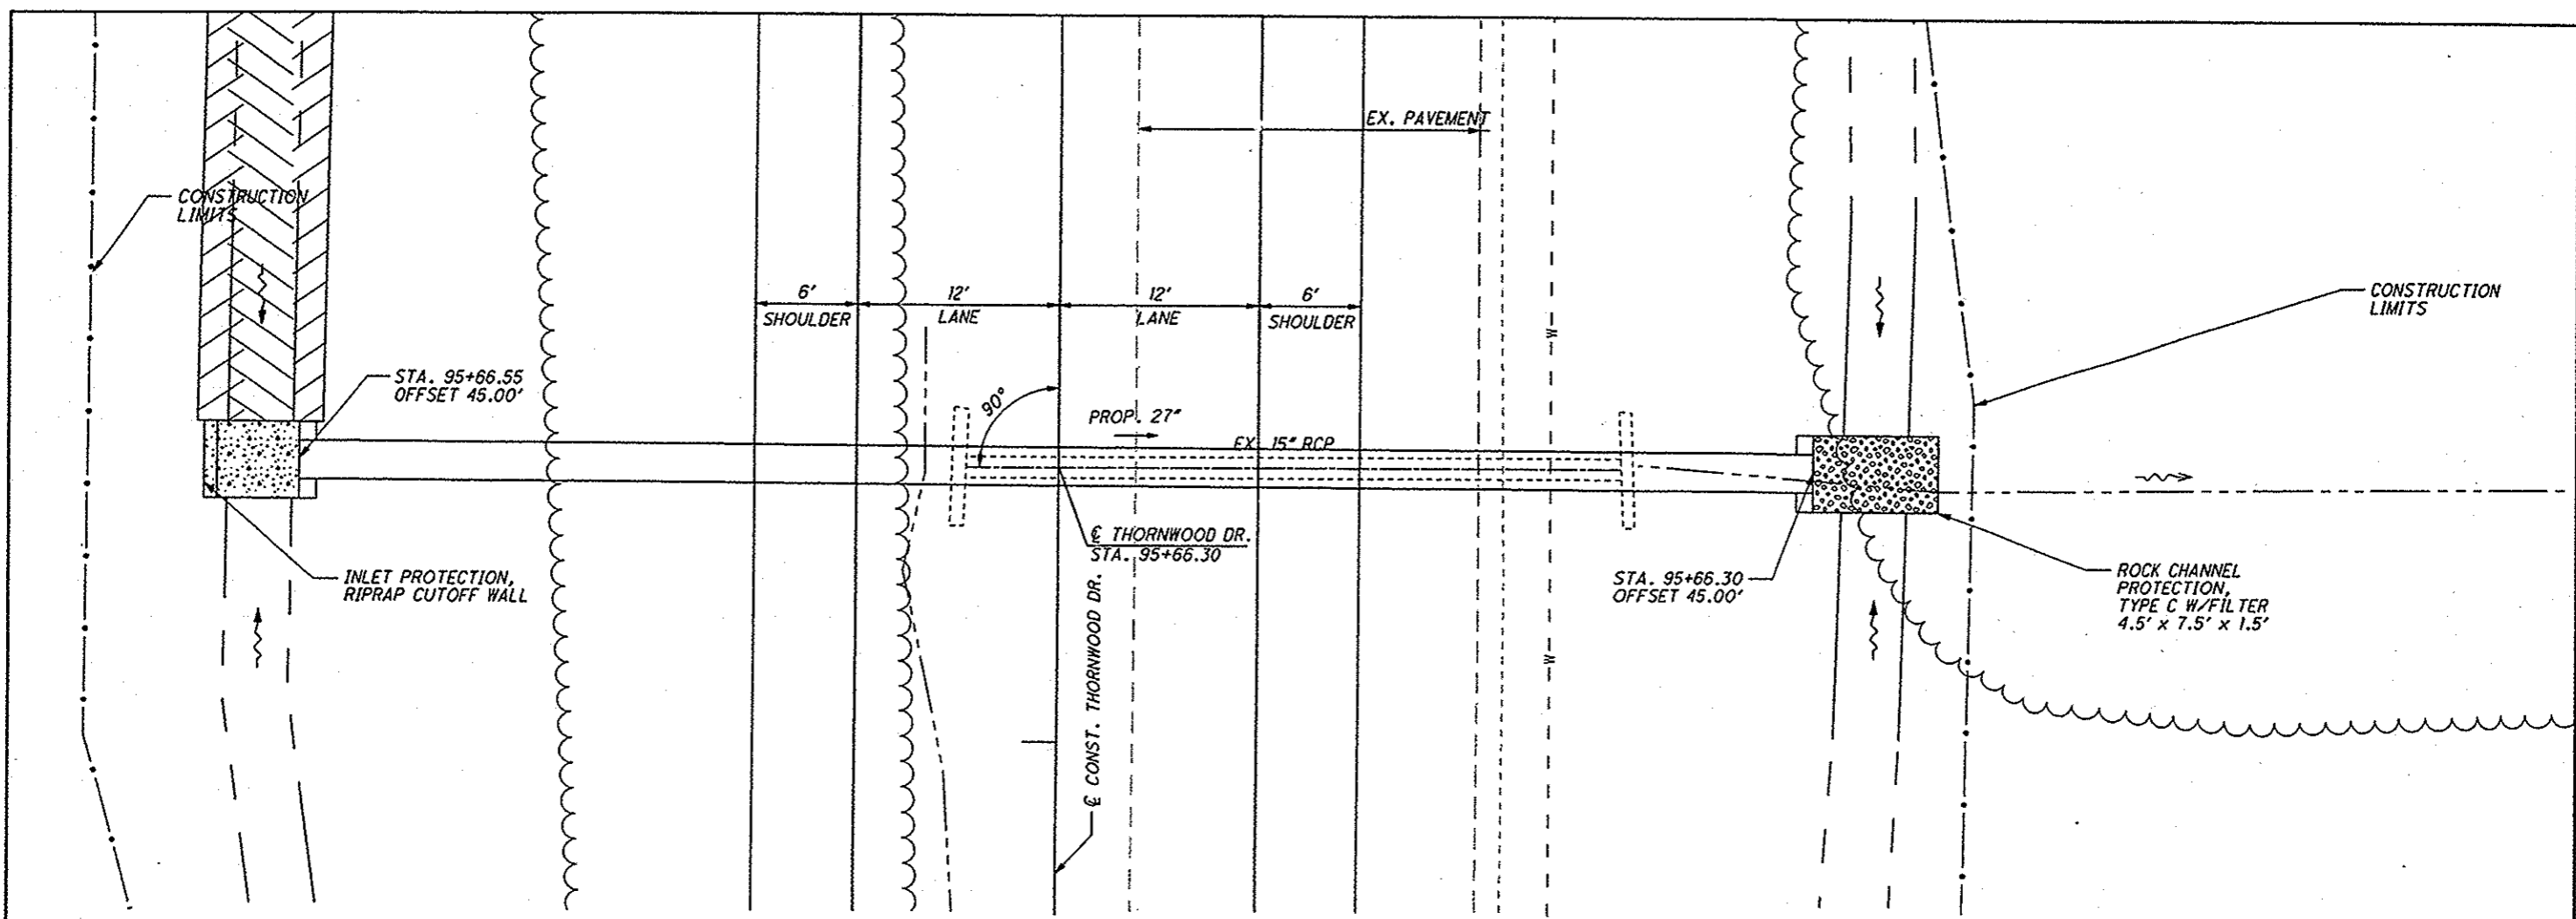 EX. PAVEMENT
CONSTRUCTION
LIMITS
6'
SHOULDER
12'
LANE
12'
LANE
6'
SHOULDER
CONSTRUCTION
LIMITS
W
STA. 95+66.55
OFFSET 45.00'
90°
PROP. 27"
EX. 15" RCP
℄ THORNWOOD DR.
STA. 95+66.30
INLET PROTECTION,
RIPRAP CUTOFF WALL
STA. 95+66.30
OFFSET 45.00'
ROCK CHANNEL
PROTECTION,
TYPE C W/FILTER
4.5' x 7.5' x 1.5'
W
℄ CONST. THORNWOOD DR.